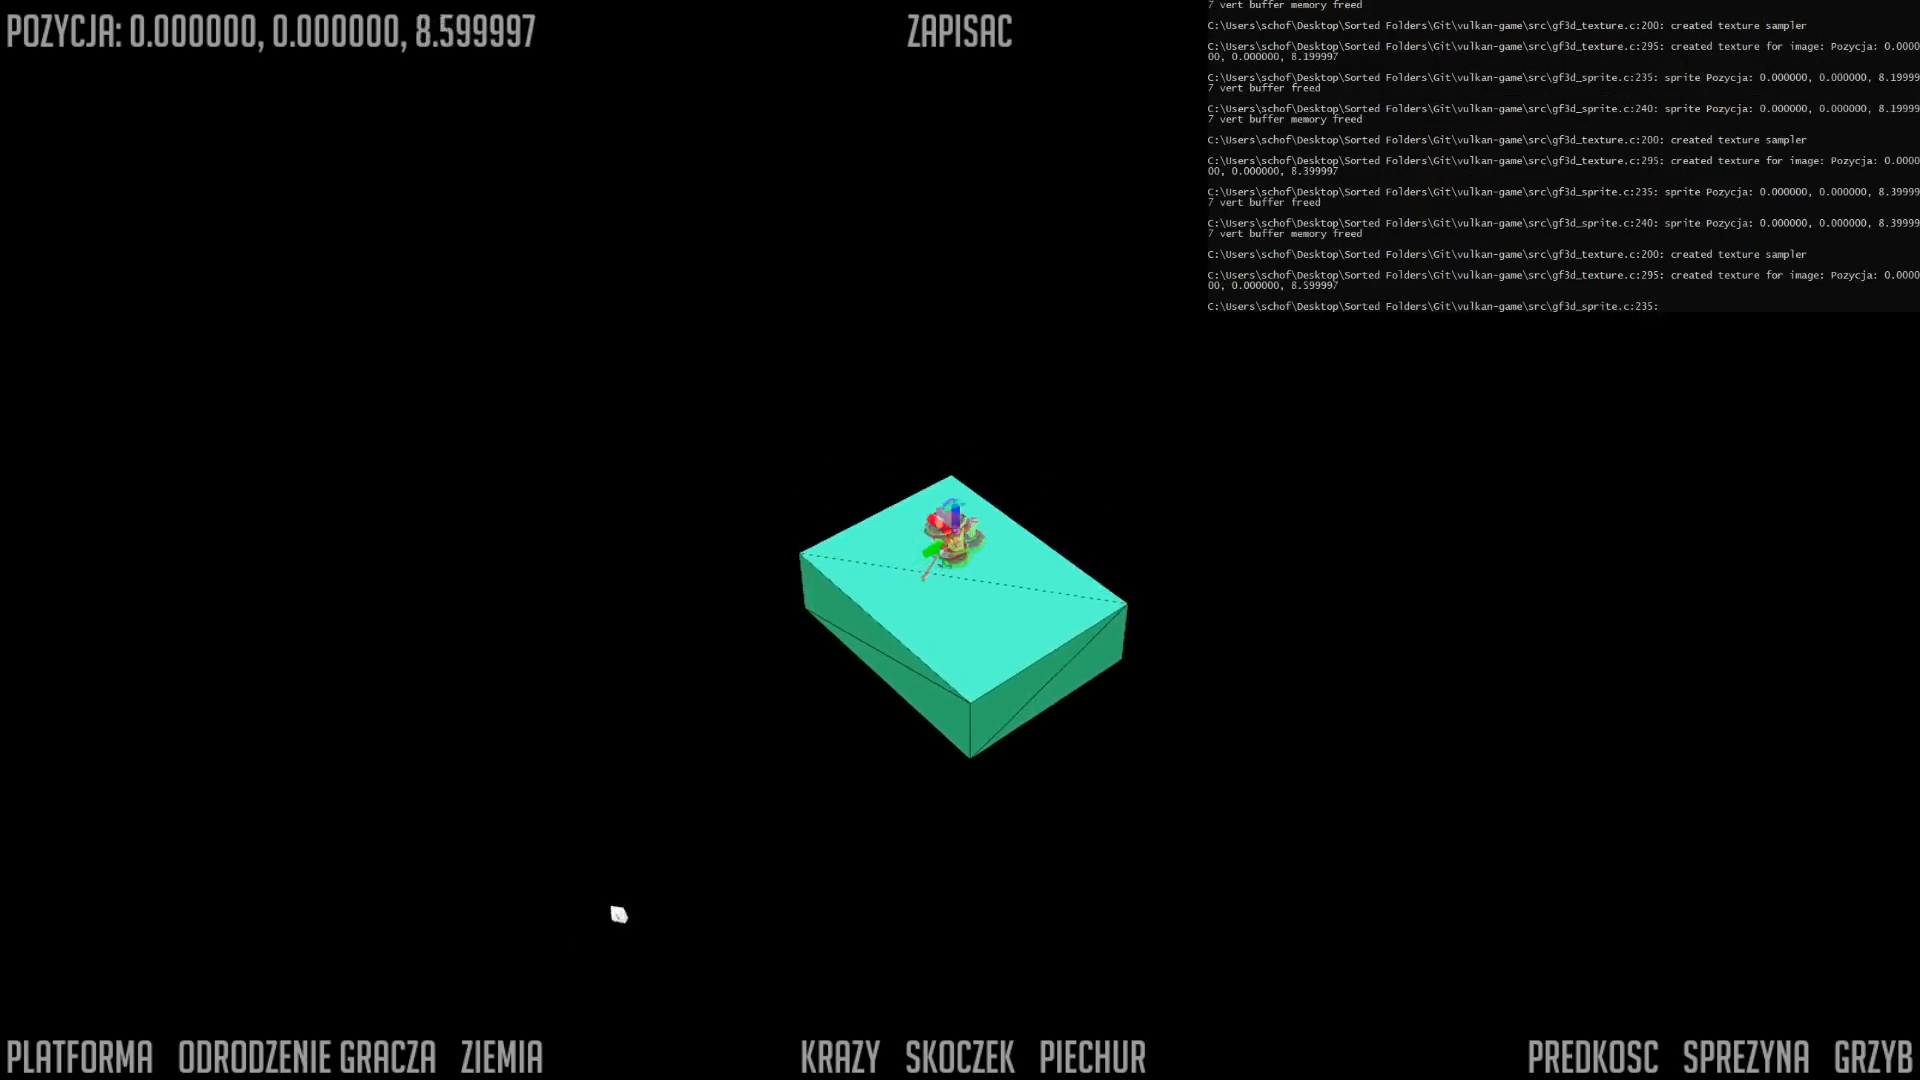 POZYCJA: 0.000000, 0.000000, 8.599997
ZAPISAC
7 vert buffer memory freed
C:\Users\schof\Desktop\Sorted Folders\Git\vulkan-game\src\gf3d_texture.c:200: created texture sampler
C:\Users\schof\Desktop\Sorted Folders\Git\vulkan-game\src\gf3d_texture.c:295: created texture for image: Pozycja: 0.0000
00, 0.000000, 8.199997
C:\Users\schof\Desktop\Sorted Folders\Git\vulkan-game\src\gf3d_sprite.c:235: sprite Pozycja: 0.000000, 0.000000, 8.19999
7 vert buffer freed
C:\Users\schof\Desktop\Sorted Folders\Git\vulkan-game\src\gf3d_sprite.c:240: sprite Pozycja: 0.000000, 0.000000, 8.19999
7 vert buffer memory freed
C:\Users\schof\Desktop\Sorted Folders\Git\vulkan-game\src\gf3d_texture.c:200: created texture sampler
C:\Users\schof\Desktop\Sorted Folders\Git\vulkan-game\src\gf3d_texture.c:295: created texture for image: Pozycja: 0.0000
00, 0.000000, 8.399997
C:\Users\schof\Desktop\Sorted Folders\Git\vulkan-game\src\gf3d_sprite.c:235: sprite Pozycja: 0.000000, 0.000000, 8.39999
7 vert buffer freed
C:\Users\schof\Desktop\Sorted Folders\Git\vulkan-game\src\gf3d_sprite.c:240: sprite Pozycja: 0.000000, 0.000000, 8.39999
7 vert buffer memory freed
C:\Users\schof\Desktop\Sorted Folders\Git\vulkan-game\src\gf3d_texture.c:200: created texture sampler
C:\Users\schof\Desktop\Sorted Folders\Git\vulkan-game\src\gf3d_texture.c:295: created texture for image: Pozycja: 0.0000
00, 0.000000, 8.599997
C:\Users\schof\Desktop\Sorted Folders\Git\vulkan-game\src\gf3d_sprite.c:235:
PLATFORMA ODRODZENIE GRACZA ZIEMIA KRAZY SKOCZEK PIECHUR PREDKOSC SPREZYNA GRZYB